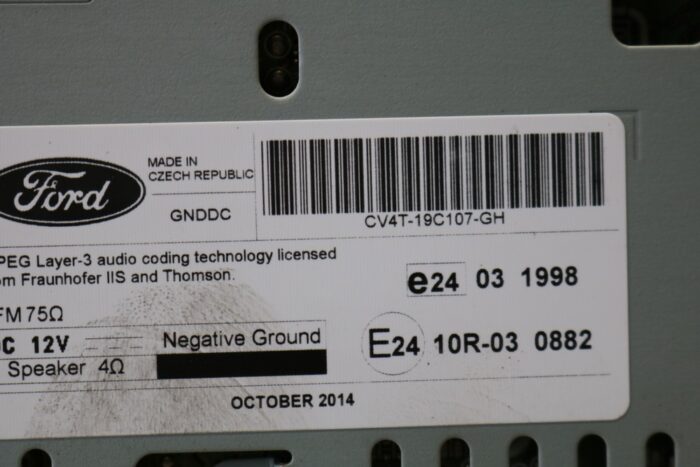 Ford
MADE IN
CZECH REPUBLIC
GNDDC
CV4T-19C107-GH
PEG Layer-3 audio coding technology licensed
om Fraunhofer IIS and Thomson.
e24 03 1998
FM 75Ω
DC 12V
Negative Ground
E24 10R-03 0882
Speaker 4Ω
OCTOBER 2014